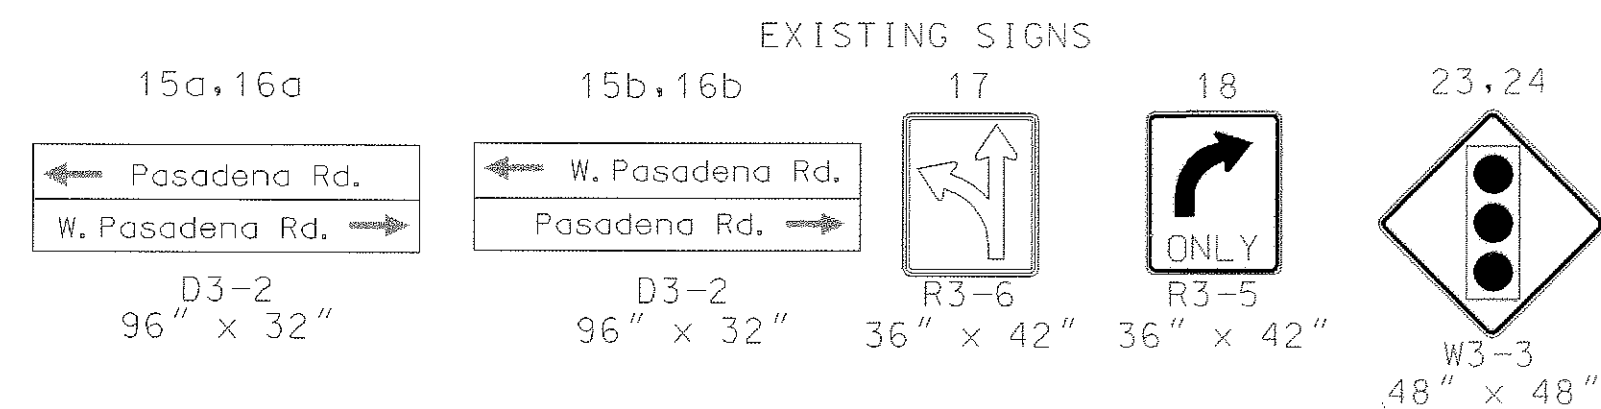 EXISTING SIGNS
15a,16a
Pasadena Rd.
W. Pasadena Rd.
D3-2
96" x 32"
15b,16b
W. Pasadena Rd.
Pasadena Rd.
D3-2
96" x 32"
17
R3-6
36" x 42"
18
ONLY
R3-5
36" x 42"
23,24
W3-3
48" x 48"